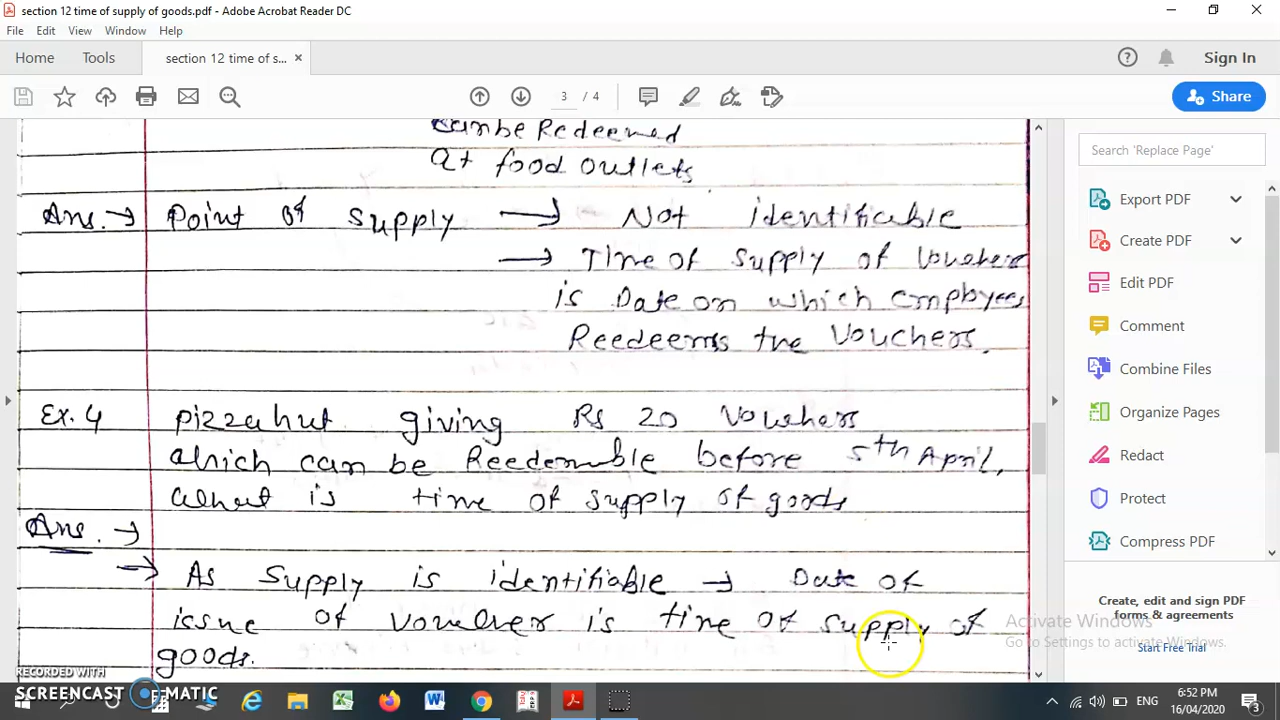 section 12 time of supply of goods.pdf - Adobe Acrobat Reader DC
File Edit View Window Help
Home Tools section 12 time of s... × Sign In
3 / 4 Share
can be Redeemed
at food outlets
Ans. → Point of supply → Not identifiable
→ Time of supply of Vouchers
is Date on which employees
Reedeems the Vouchers.
Ex. 4 pizzahut giving Rs 20 Vouchers
which can be Reedemable before 5th April,
what is time of supply of goods
Ans. →
→ As supply is identifiable → Date of
issue of voucher is time of supply of
goods.
Search 'Replace Page'
Export PDF
Create PDF
Edit PDF
Comment
Combine Files
Organize Pages
Redact
Protect
Compress PDF
Create, edit and sign PDF
forms & agreements
Start Free Trial
Activate Windows
Go to Settings to activate Windows.
RECORDED WITH
SCREENCAST MATIC
ENG
6:52 PM
16/04/2020
3